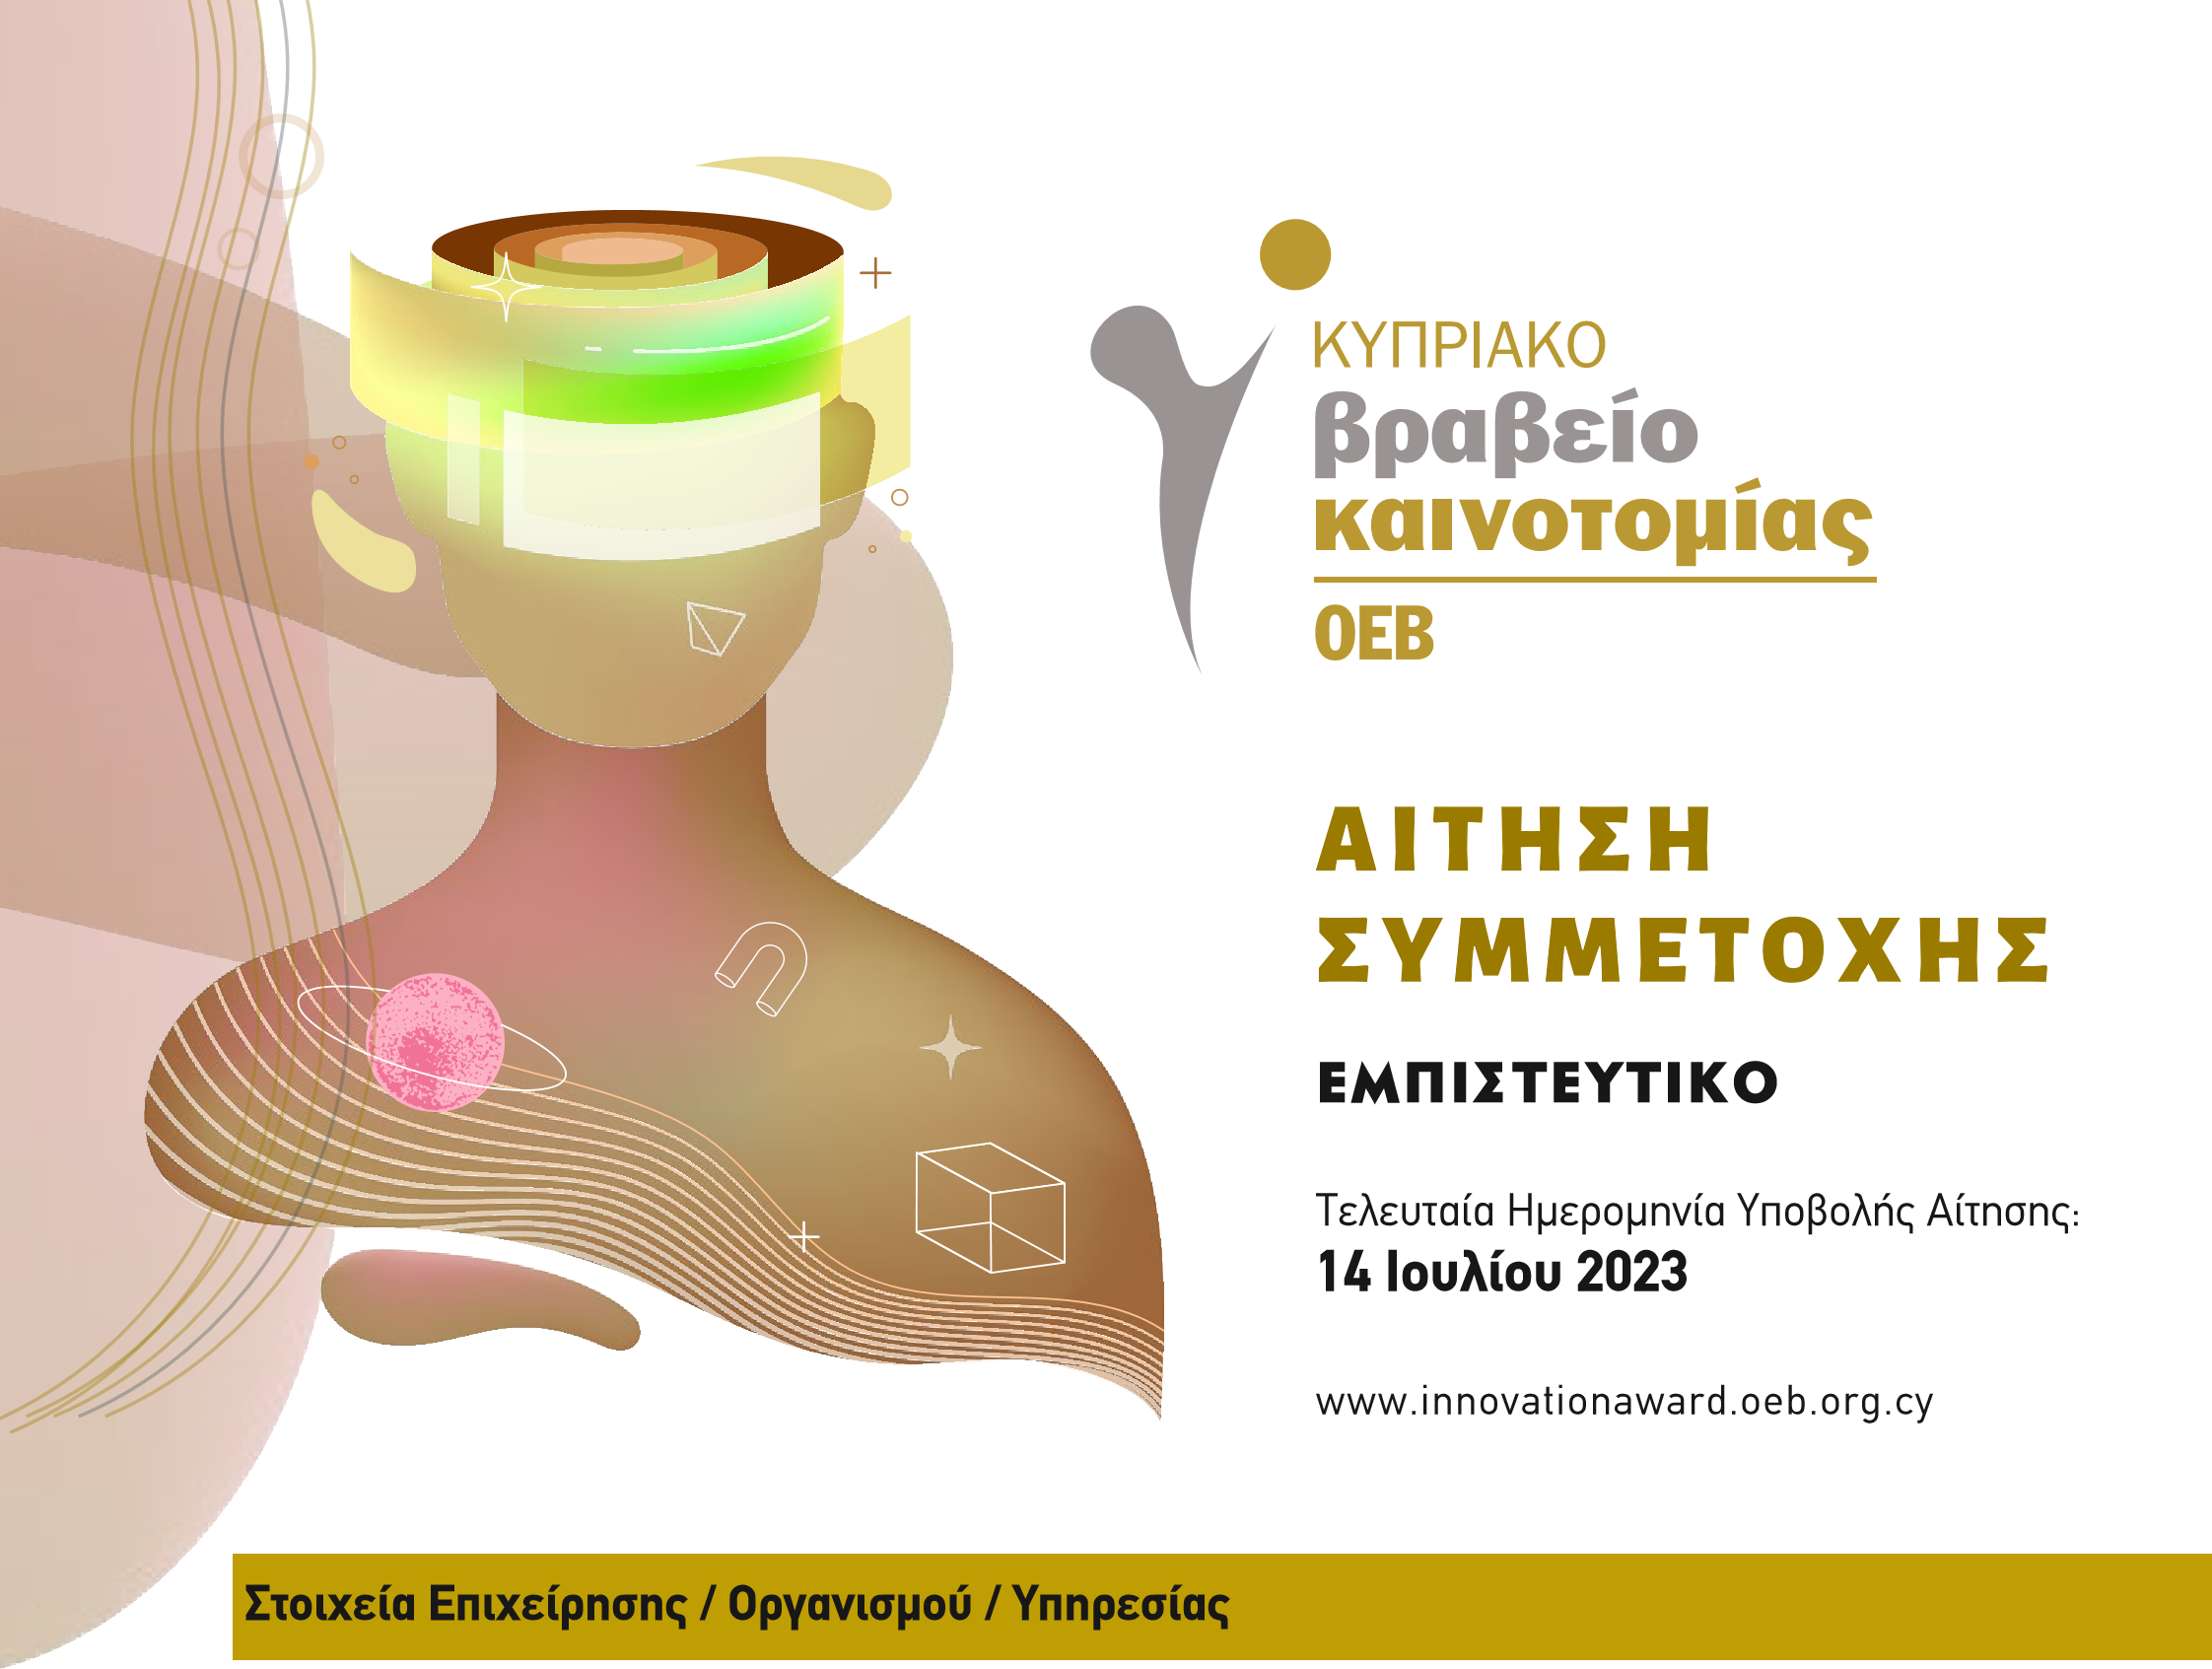 ΚΥΠΡΙΑΚΟ
βραβείο
καινοτομίας
ΟΕΒ
ΑΙΤΗΣΗ
ΣΥΜΜΕΤΟΧΗΣ
ΕΜΠΙΣΤΕΥΤΙΚΟ
Τελευταία Ημερομηνία Υποβολής Αίτησης:
14 Ιουλίου 2023
www.innovationaward.oeb.org.cy
Στοιχεία Επιχείρησης / Οργανισμού / Υπηρεσίας